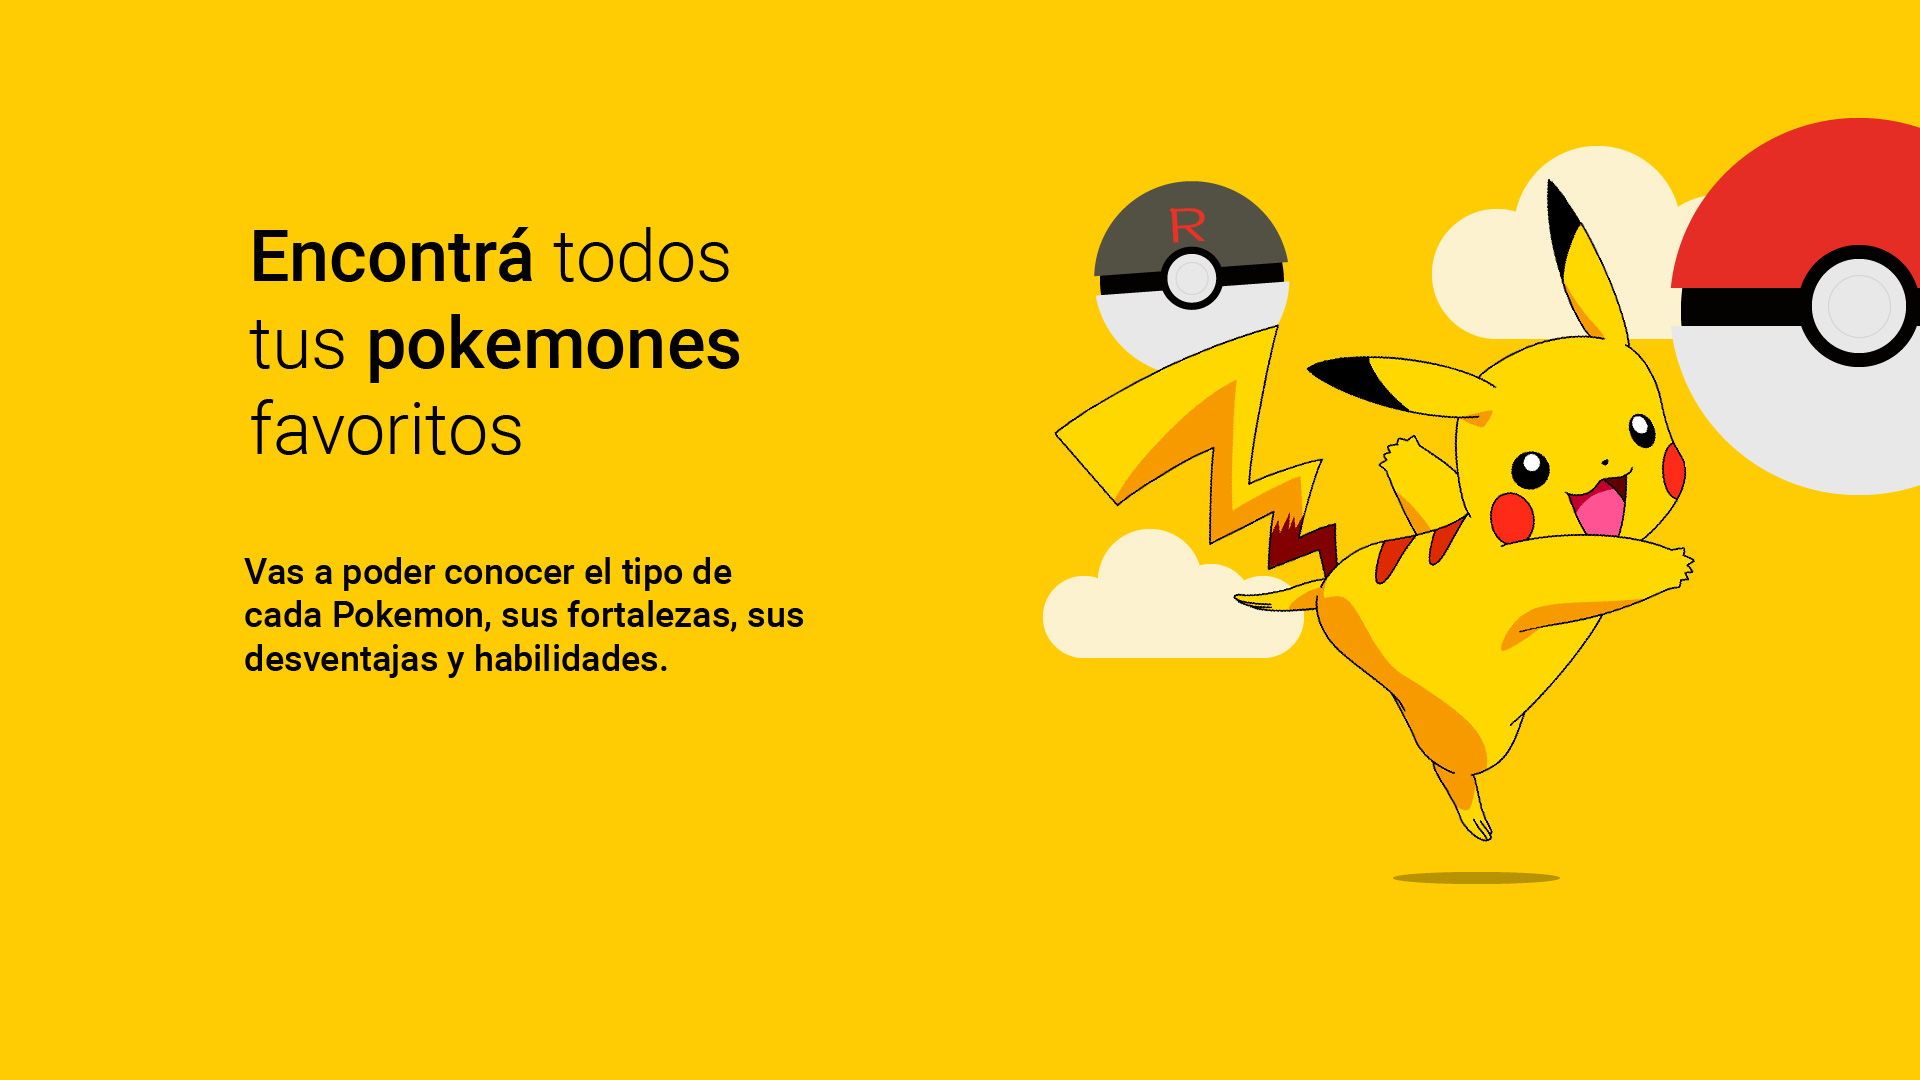 Encontrá todos
tus pokemones
favoritos
Vas a poder conocer el tipo de
cada Pokemon, sus fortalezas, sus
desventajas y habilidades.
R